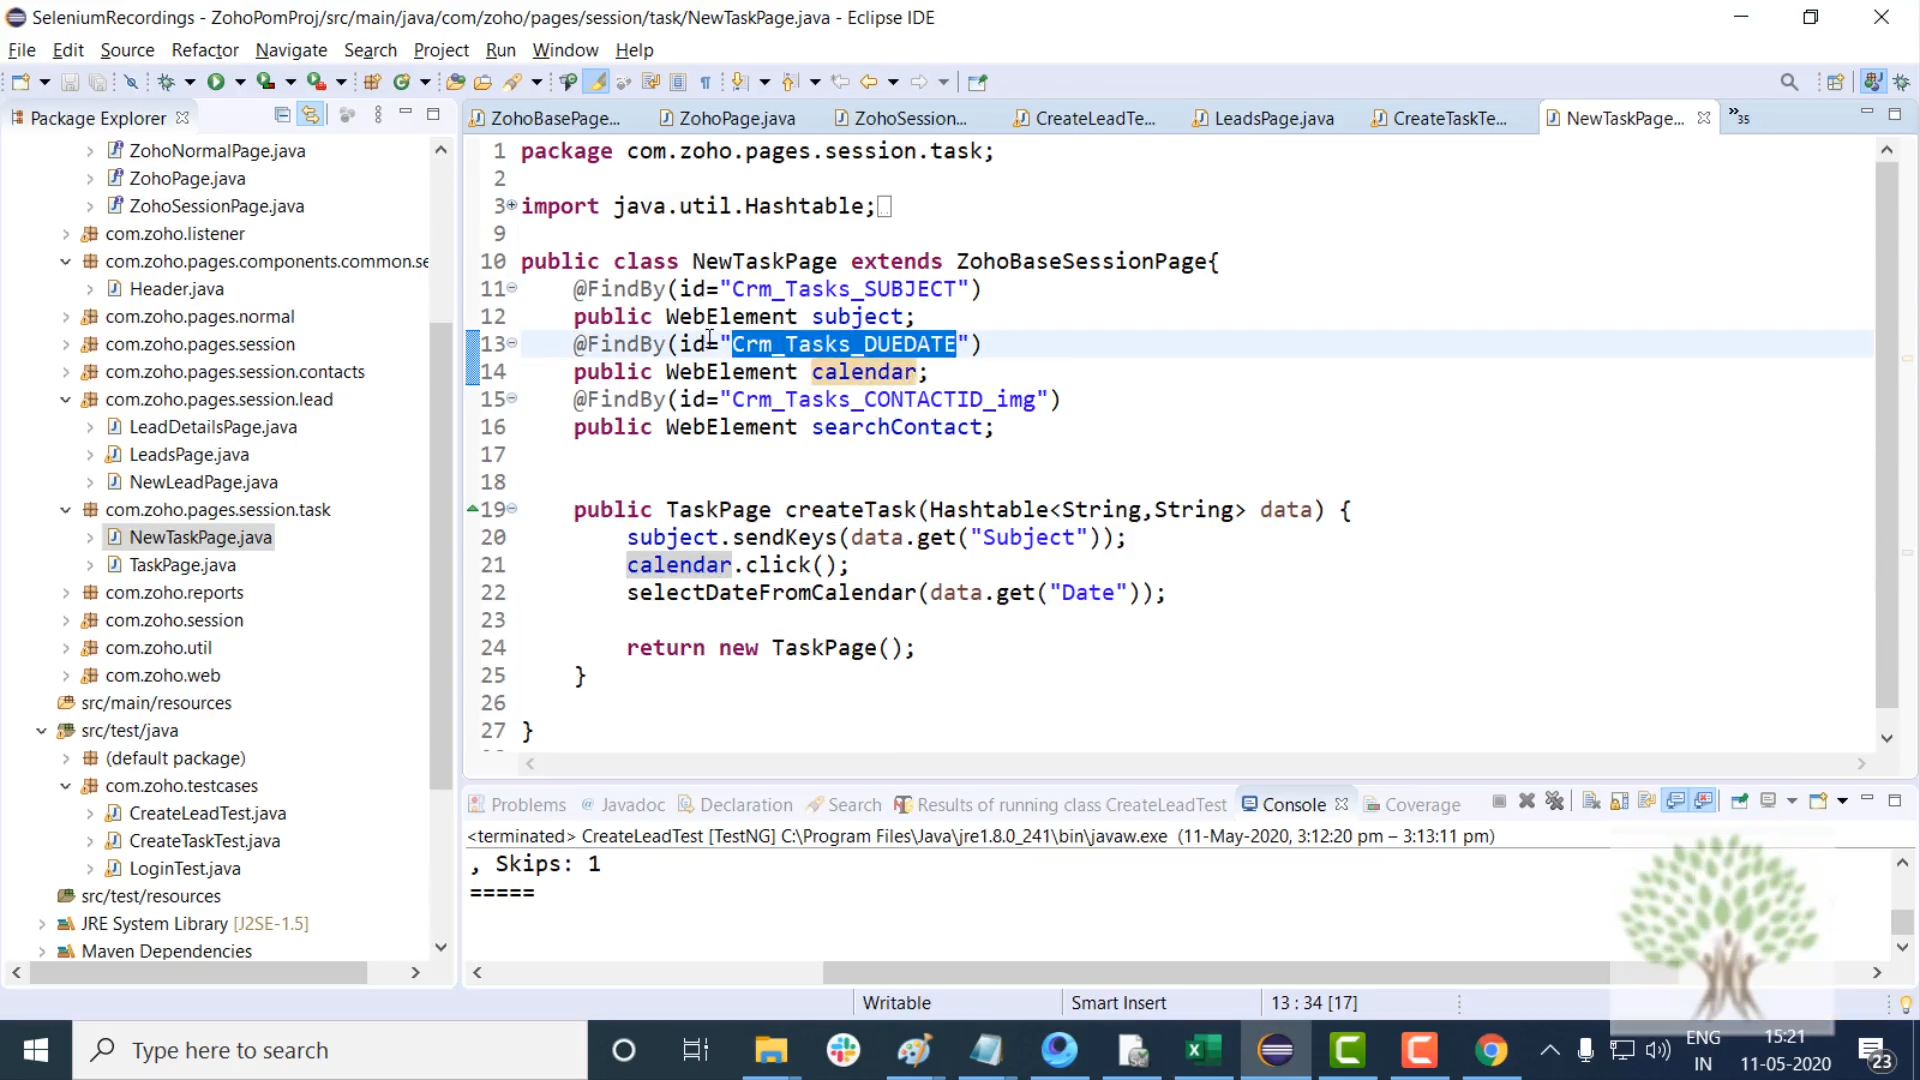 SeleniumRecordings - ZohoPomProj/src/main/java/com/zoho/pages/session/task/NewTaskPage.java - Eclipse IDE
File Edit Source Refactor Navigate Search Project Run Window Help
Package Explorer
ZohoNormalPage.java
ZohoPage.java
ZohoSessionPage.java
com.zoho.listener
com.zoho.pages.components.common.se
Header.java
com.zoho.pages.normal
com.zoho.pages.session
com.zoho.pages.session.contacts
com.zoho.pages.session.lead
LeadDetailsPage.java
LeadsPage.java
NewLeadPage.java
com.zoho.pages.session.task
NewTaskPage.java
TaskPage.java
com.zoho.reports
com.zoho.session
com.zoho.util
com.zoho.web
src/main/resources
src/test/java
(default package)
com.zoho.testcases
CreateLeadTest.java
CreateTaskTest.java
LoginTest.java
src/test/resources
JRE System Library [J2SE-1.5]
Maven Dependencies
ZohoBasePage... ZohoPage.java ZohoSession... CreateLeadTe... LeadsPage.java CreateTaskTe... NewTaskPage... »35
1 package com.zoho.pages.session.task;
2
3 import java.util.Hashtable;
9
10 public class NewTaskPage extends ZohoBaseSessionPage{
11 @FindBy(id="Crm_Tasks_SUBJECT")
12 public WebElement subject;
13 @FindBy(id="Crm_Tasks_DUEDATE")
14 public WebElement calendar;
15 @FindBy(id="Crm_Tasks_CONTACTID_img")
16 public WebElement searchContact;
17
18
19 public TaskPage createTask(Hashtable<String,String> data) {
20 subject.sendKeys(data.get("Subject"));
21 calendar.click();
22 selectDateFromCalendar(data.get("Date"));
23
24 return new TaskPage();
25 }
26
27 }
Problems Javadoc Declaration Search Results of running class CreateLeadTest Console Coverage
<terminated> CreateLeadTest [TestNG] C:\Program Files\Java\jre1.8.0_241\bin\javaw.exe (11-May-2020, 3:12:20 pm – 3:13:11 pm)
, Skips: 1
=====
Writable Smart Insert 13 : 34 [17]
Type here to search
ENG
IN
15:21
11-05-2020
23